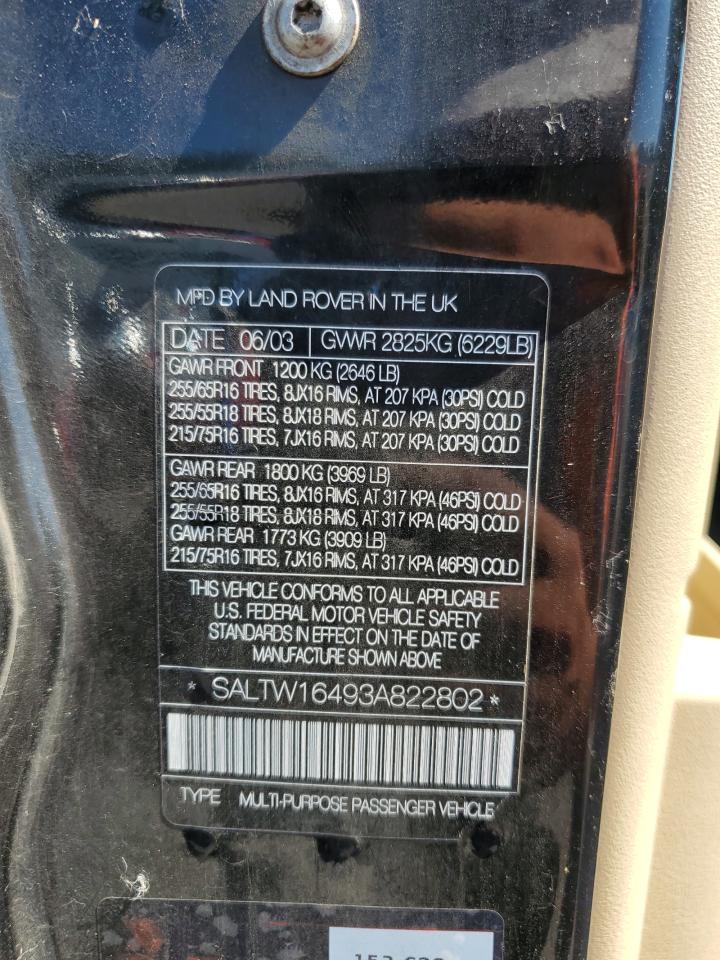 MFD BY LAND ROVER IN THE UK
DATE 06/03 GVWR 2825KG (6229LB)
GAWR FRONT 1200 KG (2646 LB)
255/65R16 TIRES, 8JX16 RIMS, AT 207 KPA (30PSI) COLD
255/55R18 TIRES, 8JX18 RIMS, AT 207 KPA (30PSI) COLD
215/75R16 TIRES, 7JX16 RIMS, AT 207 KPA (30PSI) COLD
GAWR REAR 1800 KG (3969 LB)
255/65R16 TIRES, 8JX16 RIMS, AT 317 KPA (46PSI) COLD
255/55R18 TIRES, 8JX18 RIMS, AT 317 KPA (46PSI) COLD
GAWR REAR 1773 KG (3909 LB)
215/75R16 TIRES, 7JX16 RIMS, AT 317 KPA (46PSI) COLD
THIS VEHICLE CONFORMS TO ALL APPLICABLE
U.S. FEDERAL MOTOR VEHICLE SAFETY
STANDARDS IN EFFECT ON THE DATE OF
MANUFACTURE SHOWN ABOVE
* SALTW16493A822802 *
TYPE MULTI-PURPOSE PASSENGER VEHICLE